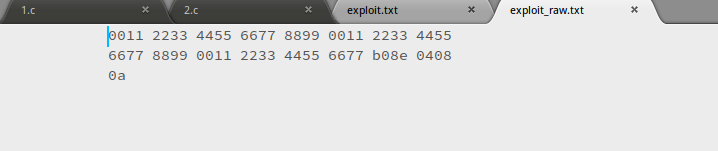 1.c × 2.c × exploit.txt × exploit_raw.txt ×
0011 2233 4455 6677 8899 0011 2233 4455
6677 8899 0011 2233 4455 6677 b08e 0408
0a